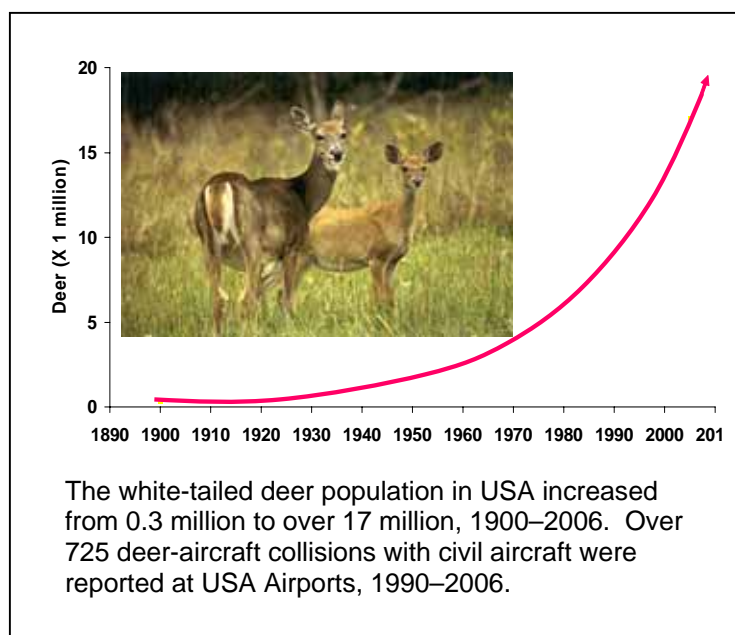 20
15
10
5
0
Deer (X 1 million)
1890 1900 1910 1920 1930 1940 1950 1960 1970 1980 1990 2000 201
The white-tailed deer population in USA increased
from 0.3 million to over 17 million, 1900–2006.  Over
725 deer-aircraft collisions with civil aircraft were
reported at USA Airports, 1990–2006.